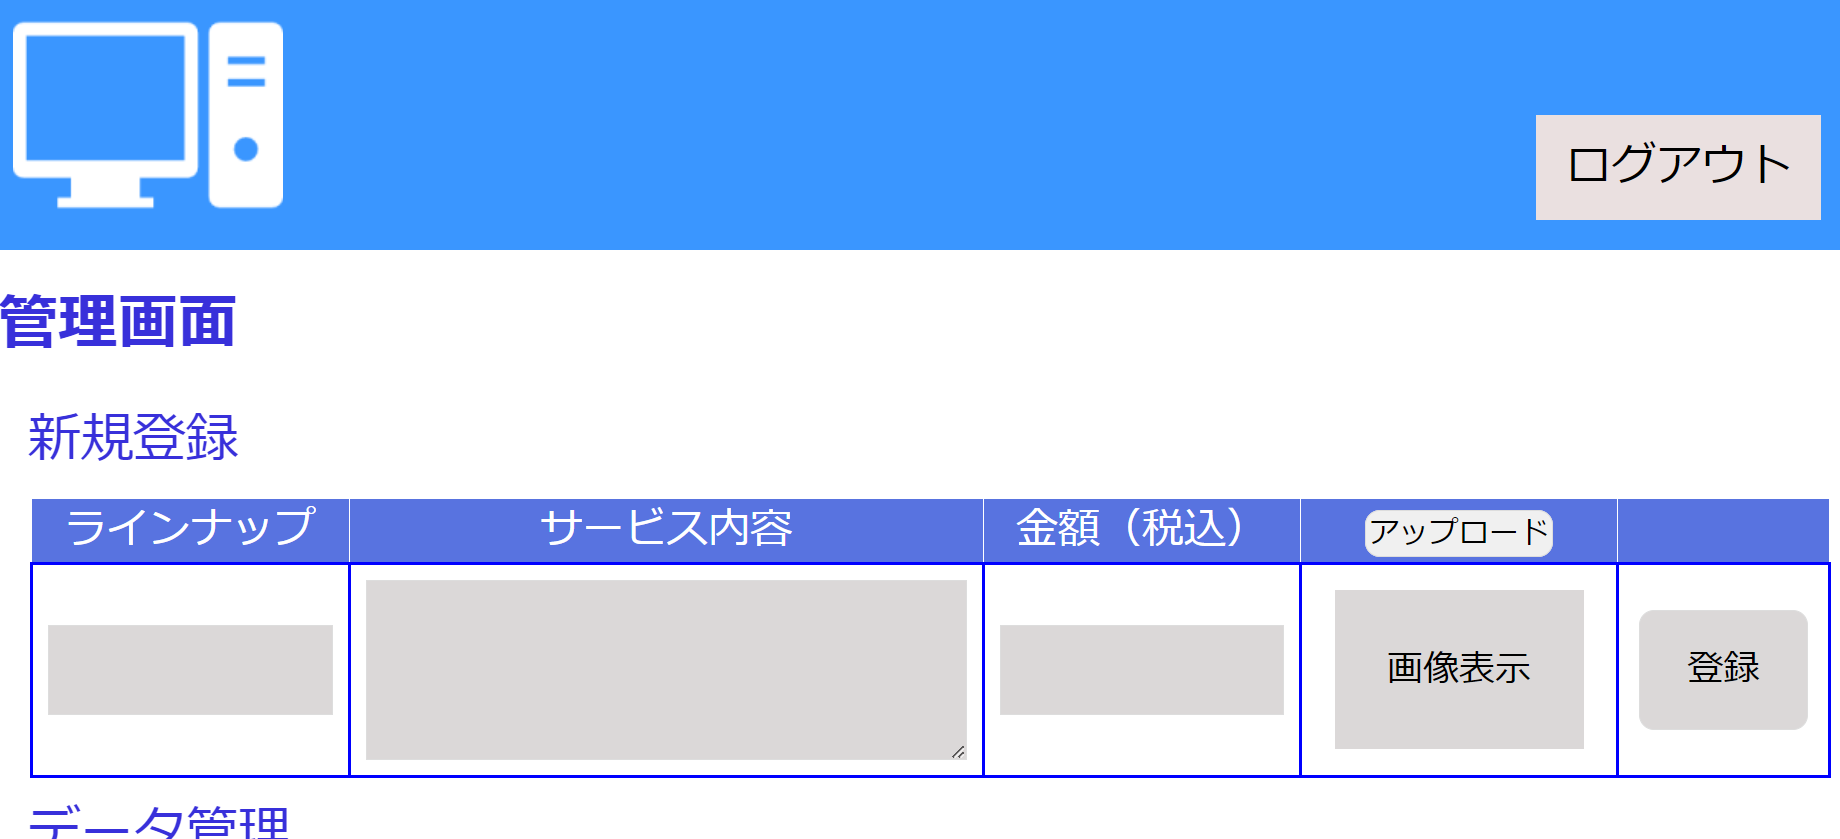 ログアウト
管理画面
新規登録
ラインナップ サービス内容 金額（税込） アップロード
画像表示 登録
データ管理